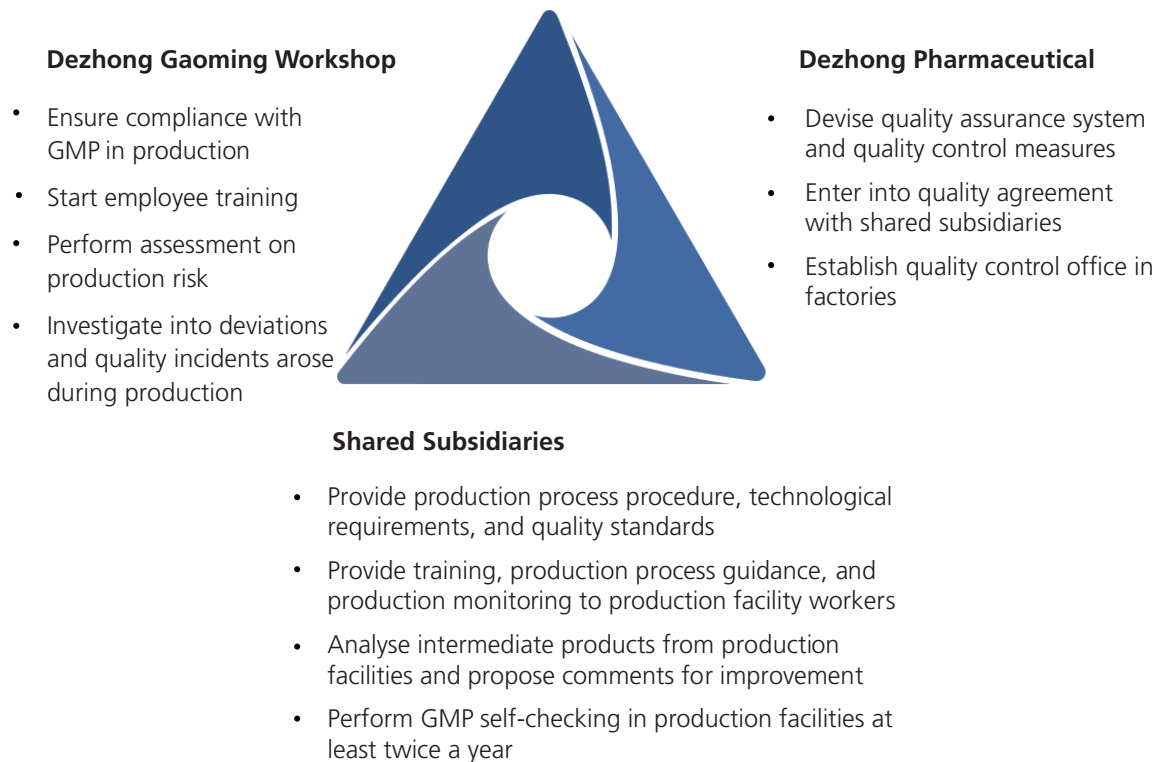 Dezhong Gaoming Workshop
• Ensure compliance with
GMP in production
• Start employee training
• Perform assessment on
production risk
• Investigate into deviations
and quality incidents arose
during production
Dezhong Pharmaceutical
• Devise quality assurance system
and quality control measures
• Enter into quality agreement
with shared subsidiaries
• Establish quality control office in
factories
Shared Subsidiaries
• Provide production process procedure, technological
requirements, and quality standards
• Provide training, production process guidance, and
production monitoring to production facility workers
• Analyse intermediate products from production
facilities and propose comments for improvement
• Perform GMP self-checking in production facilities at
least twice a year